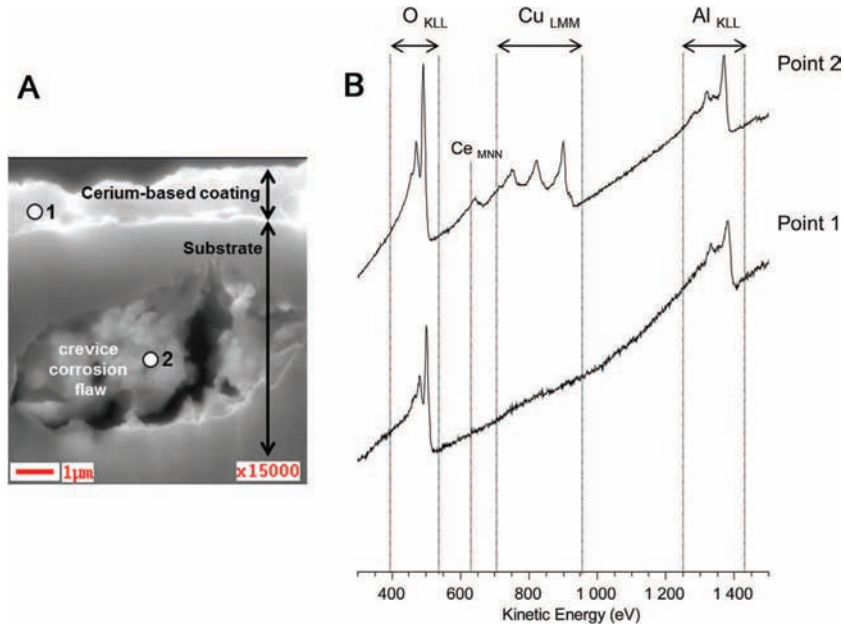 A
Cerium-based coating
1
Substrate
crevice
corrosion
flaw
2
1μm
x15000
B
O KLL
Cu LMM
Al KLL
Point 2
Ce MNN
Point 1
400 600 800 1 000 1 200 1 400
Kinetic Energy (eV)